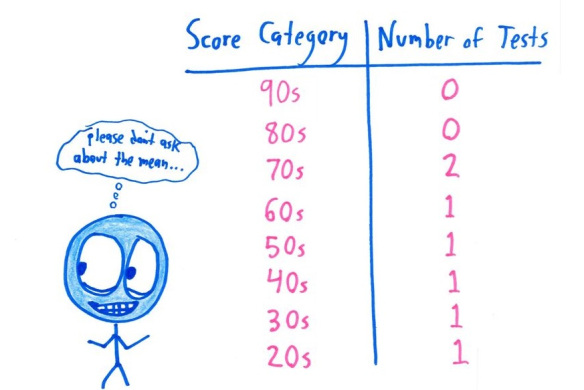 Score Category Number of Tests
90s 0
80s 0
70s 2
60s 1
50s 1
40s 1
30s 1
20s 1
please don't ask
about the mean...